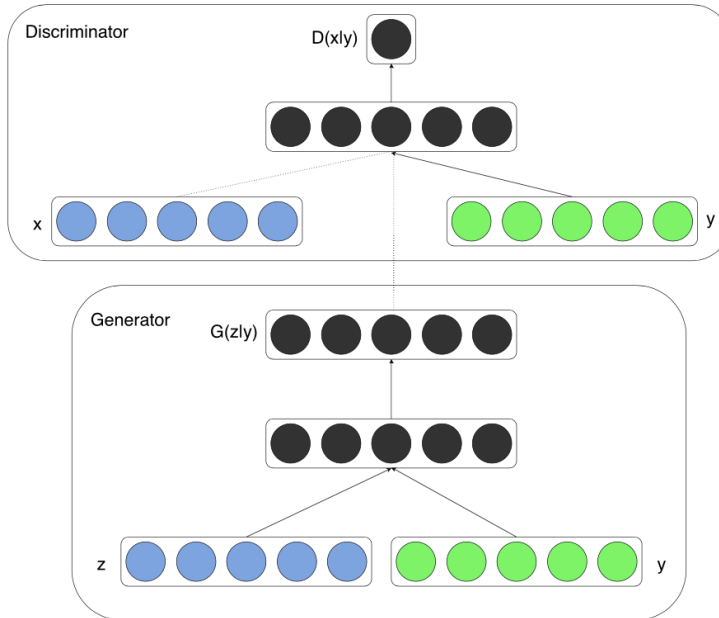 Discriminator
D(x|y)
x
y
Generator
G(z|y)
z
y